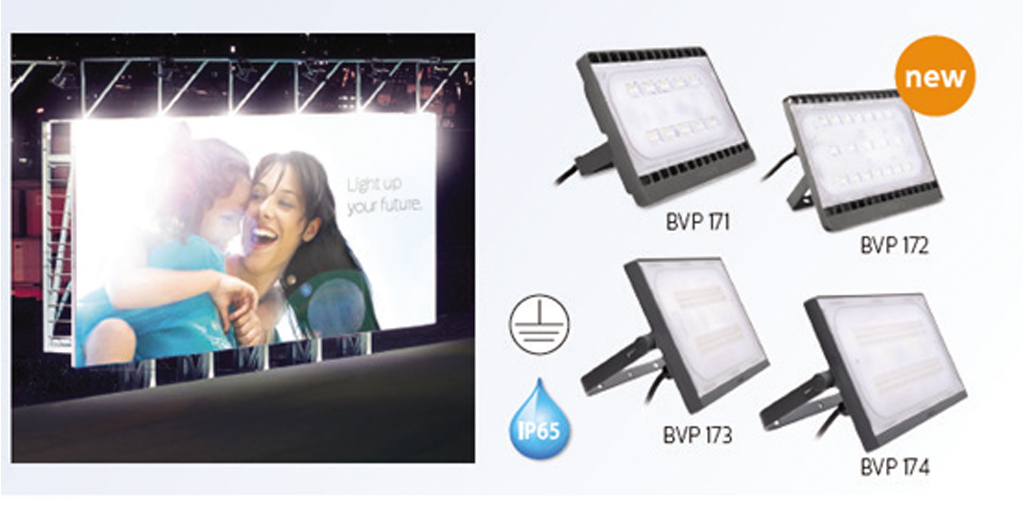 Light up
your future.
new
BVP 171
BVP 172
IP65
BVP 173
BVP 174